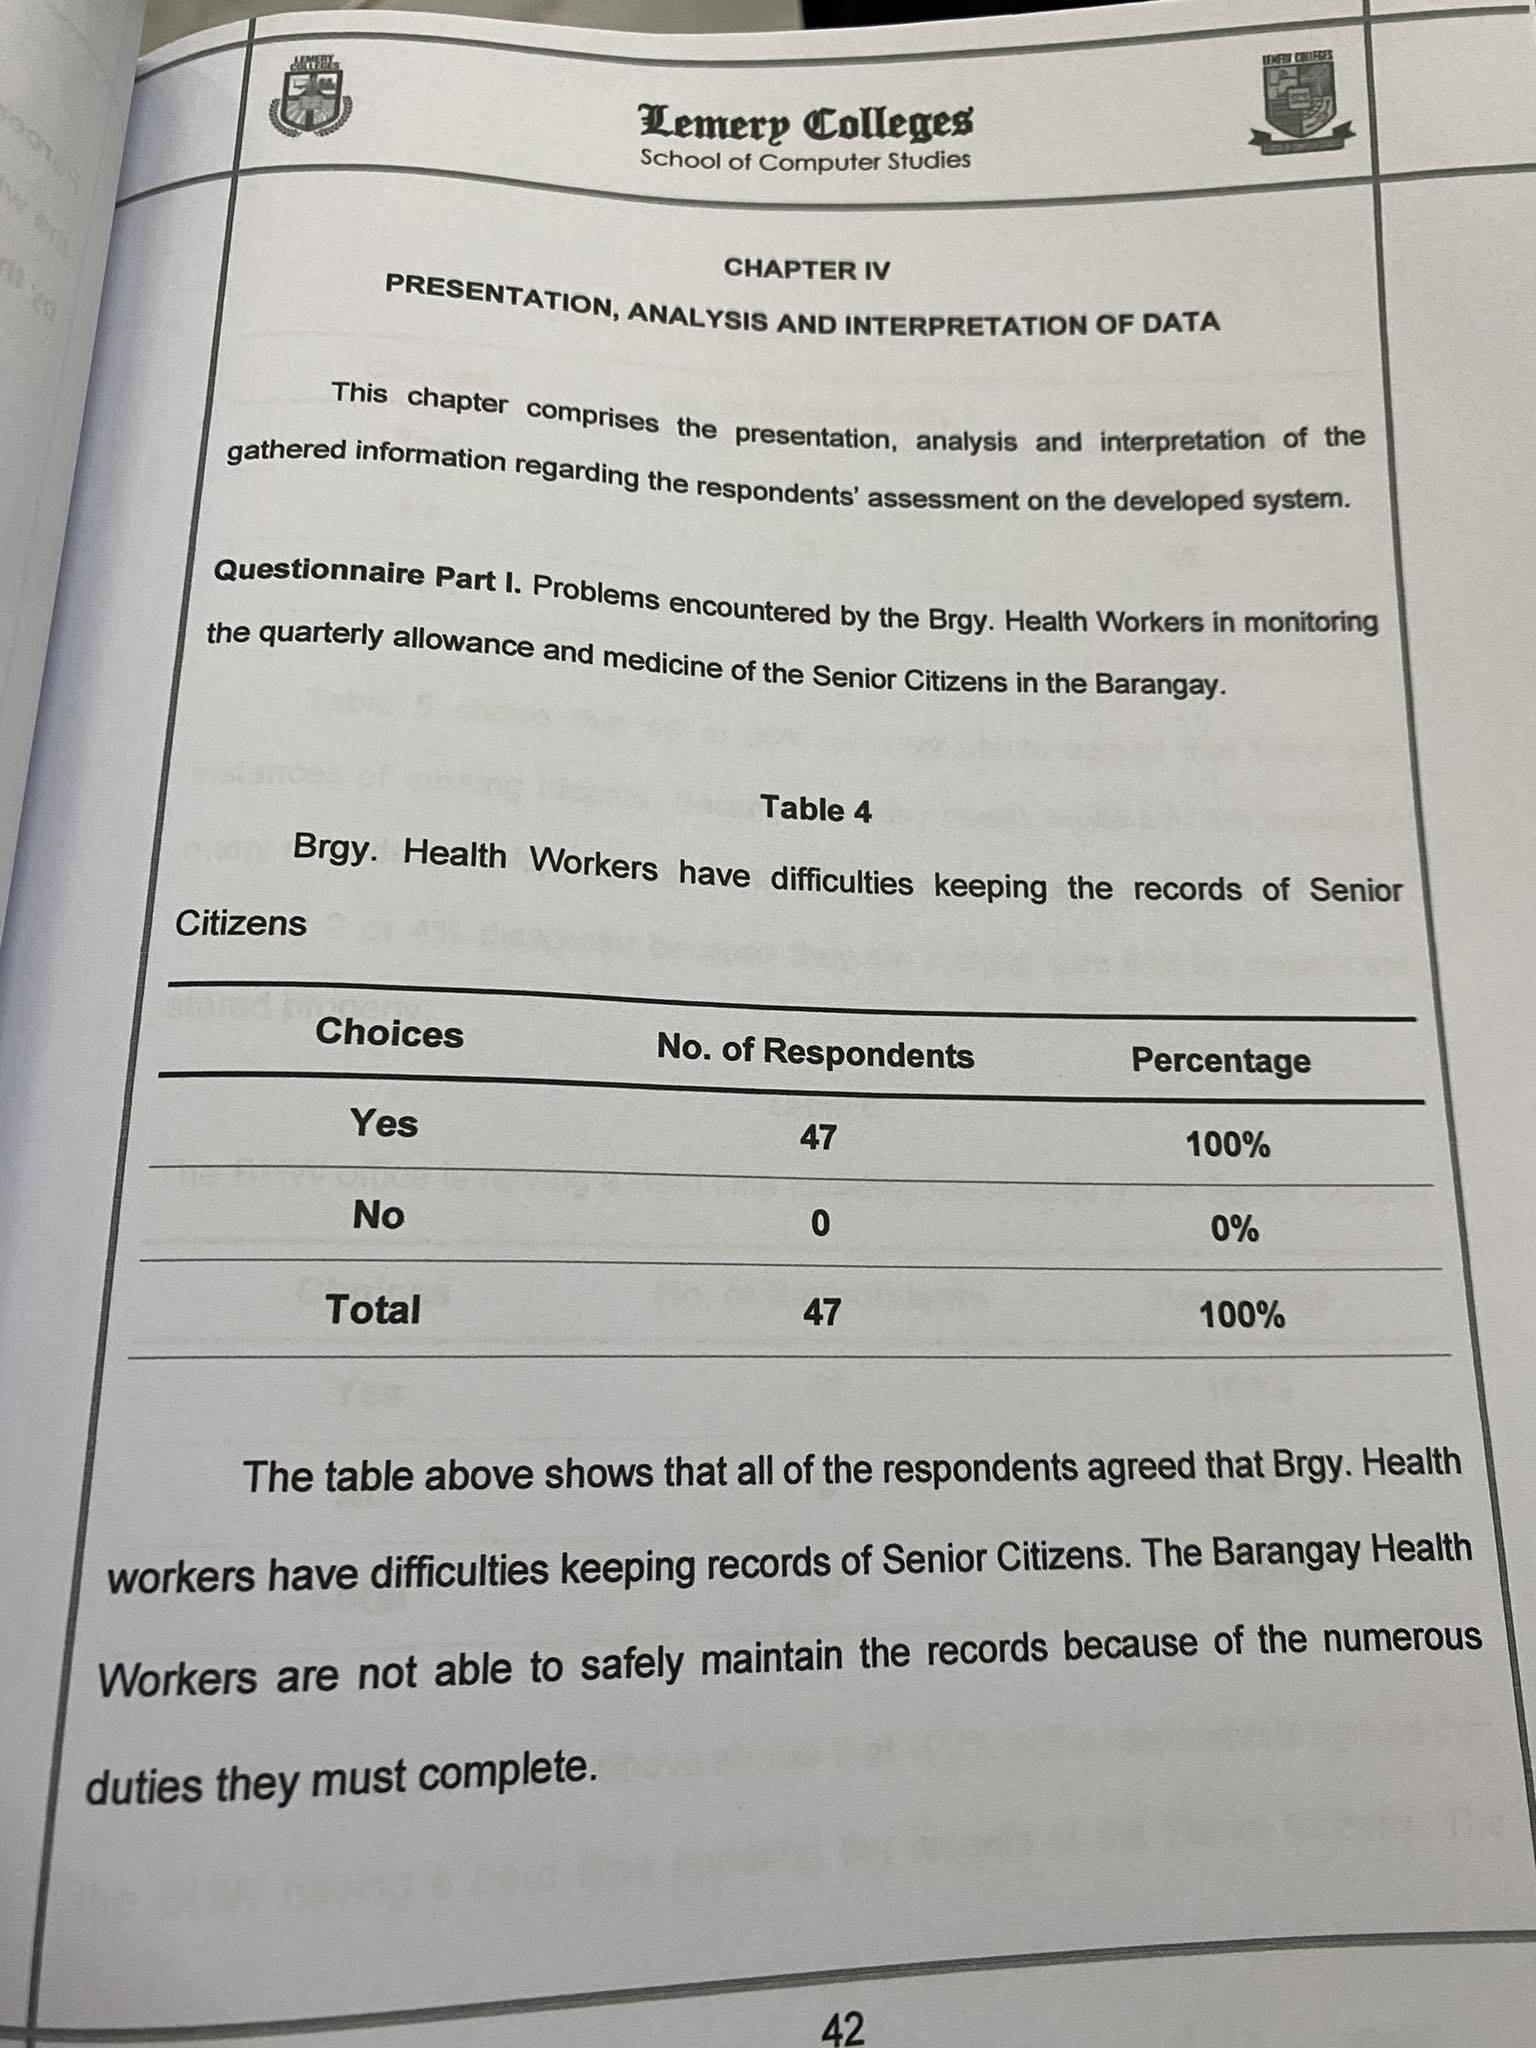 LEMERY COLLEGES
LEMERY COLLEGES
Lemery Colleges
School of Computer Studies
CHAPTER IV
PRESENTATION, ANALYSIS AND INTERPRETATION OF DATA
This chapter comprises the presentation, analysis and interpretation of the
gathered information regarding the respondents' assessment on the developed system.
Questionnaire Part I. Problems encountered by the Brgy. Health Workers in monitoring
the quarterly allowance and medicine of the Senior Citizens in the Barangay.
Table 4
Brgy. Health Workers have difficulties keeping the records of Senior
Citizens
Choices No. of Respondents Percentage
Yes 47 100%
No 0 0%
Total 47 100%
The table above shows that all of the respondents agreed that Brgy. Health
workers have difficulties keeping records of Senior Citizens. The Barangay Health
Workers are not able to safely maintain the records because of the numerous
duties they must complete.
42